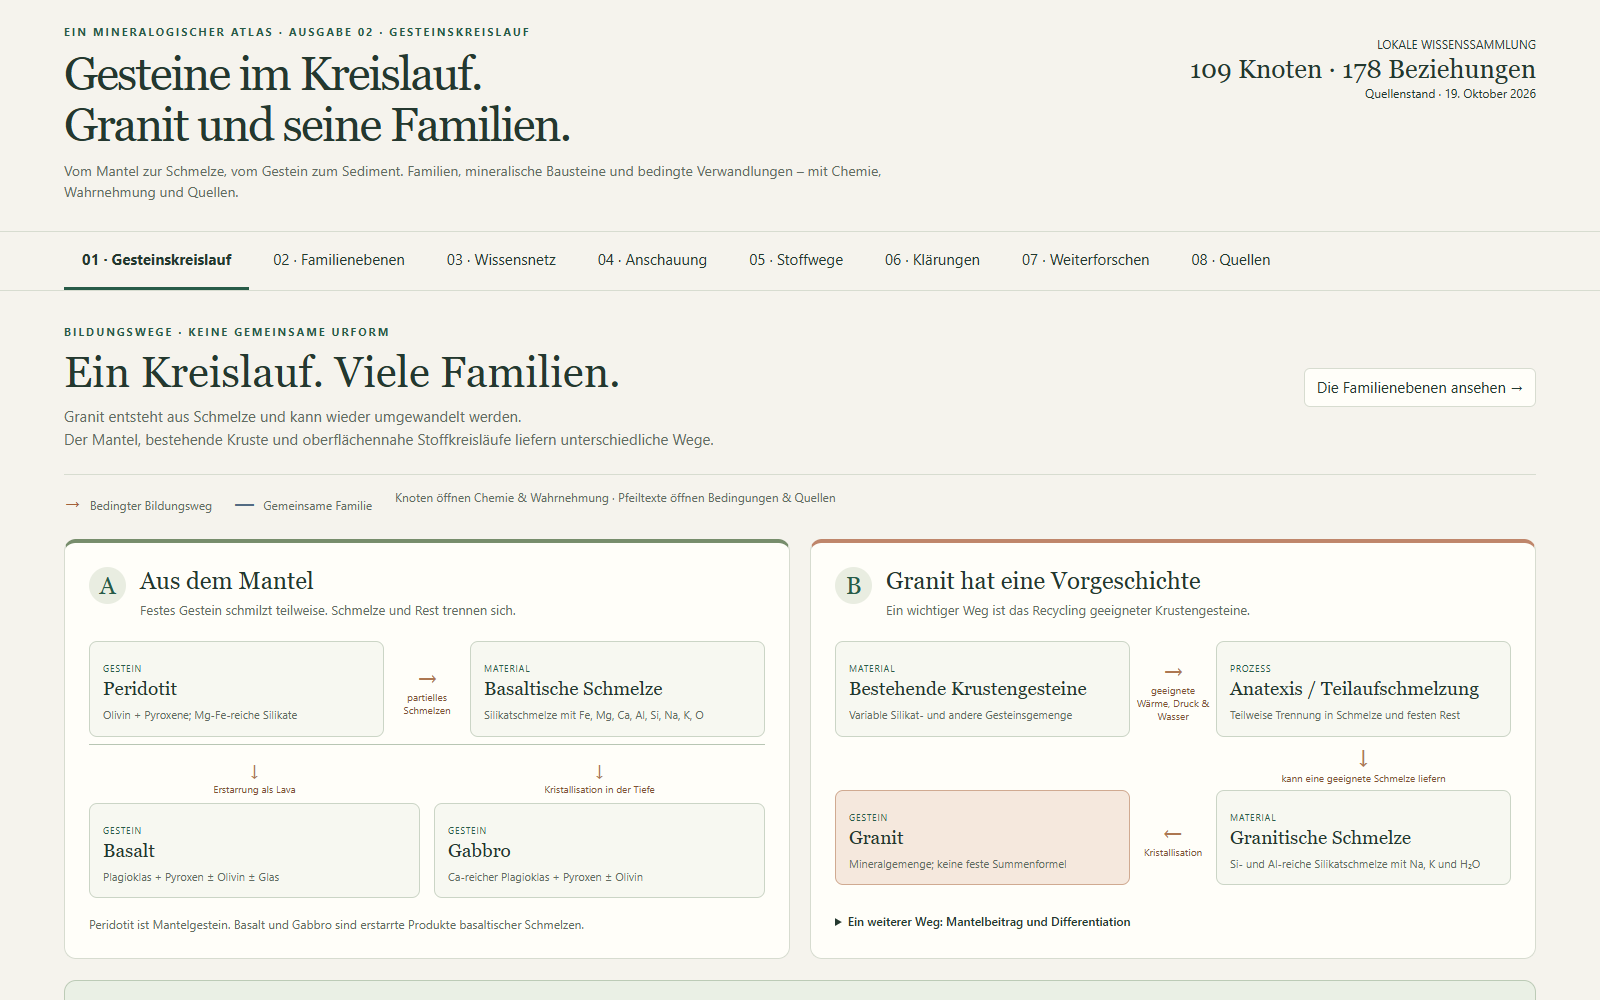 EIN MINERALOGISCHER ATLAS · AUSGABE 02 · GESTEINSKREISLAUF
Gesteine im Kreislauf.
Granit und seine Familien.
Vom Mantel zur Schmelze, vom Gestein zum Sediment. Familien, mineralische Bausteine und bedingte Verwandlungen – mit Chemie,
Wahrnehmung und Quellen.
LOKALE WISSENSSAMMLUNG
109 Knoten · 178 Beziehungen
Quellenstand · 19. Oktober 2026
01 · Gesteinskreislauf
02 · Familienebenen
03 · Wissensnetz
04 · Anschauung
05 · Stoffwege
06 · Klärungen
07 · Weiterforschen
08 · Quellen
BILDUNGSWEGE · KEINE GEMEINSAME URFORM
Ein Kreislauf. Viele Familien.
Granit entsteht aus Schmelze und kann wieder umgewandelt werden.
Der Mantel, bestehende Kruste und oberflächennahe Stoffkreisläufe liefern unterschiedliche Wege.
Die Familienebenen ansehen →
→ Bedingter Bildungsweg
— Gemeinsame Familie
Knoten öffnen Chemie & Wahrnehmung · Pfeiltexte öffnen Bedingungen & Quellen
A
Aus dem Mantel
Festes Gestein schmilzt teilweise. Schmelze und Rest trennen sich.
GESTEIN
Peridotit
Olivin + Pyroxene; Mg-Fe-reiche Silikate
→
partielles
Schmelzen
MATERIAL
Basaltische Schmelze
Silikatschmelze mit Fe, Mg, Ca, Al, Si, Na, K, O
↓
Erstarrung als Lava
↓
Kristallisation in der Tiefe
GESTEIN
Basalt
Plagioklas + Pyroxen ± Olivin ± Glas
GESTEIN
Gabbro
Ca-reicher Plagioklas + Pyroxen ± Olivin
Peridotit ist Mantelgestein. Basalt und Gabbro sind erstarrte Produkte basaltischer Schmelzen.
B
Granit hat eine Vorgeschichte
Ein wichtiger Weg ist das Recycling geeigneter Krustengesteine.
MATERIAL
Bestehende Krustengesteine
Variable Silikat- und andere Gesteinsgemenge
→
geeignete
Wärme, Druck &
Wasser
PROZESS
Anatexis / Teilaufschmelzung
Teilweise Trennung in Schmelze und festen Rest
↓
kann eine geeignete Schmelze liefern
GESTEIN
Granit
Mineralgemenge; keine feste Summenformel
←
Kristallisation
MATERIAL
Granitische Schmelze
Si- und Al-reiche Silikatschmelze mit Na, K und H₂O
▶ Ein weiterer Weg: Mantelbeitrag und Differentiation